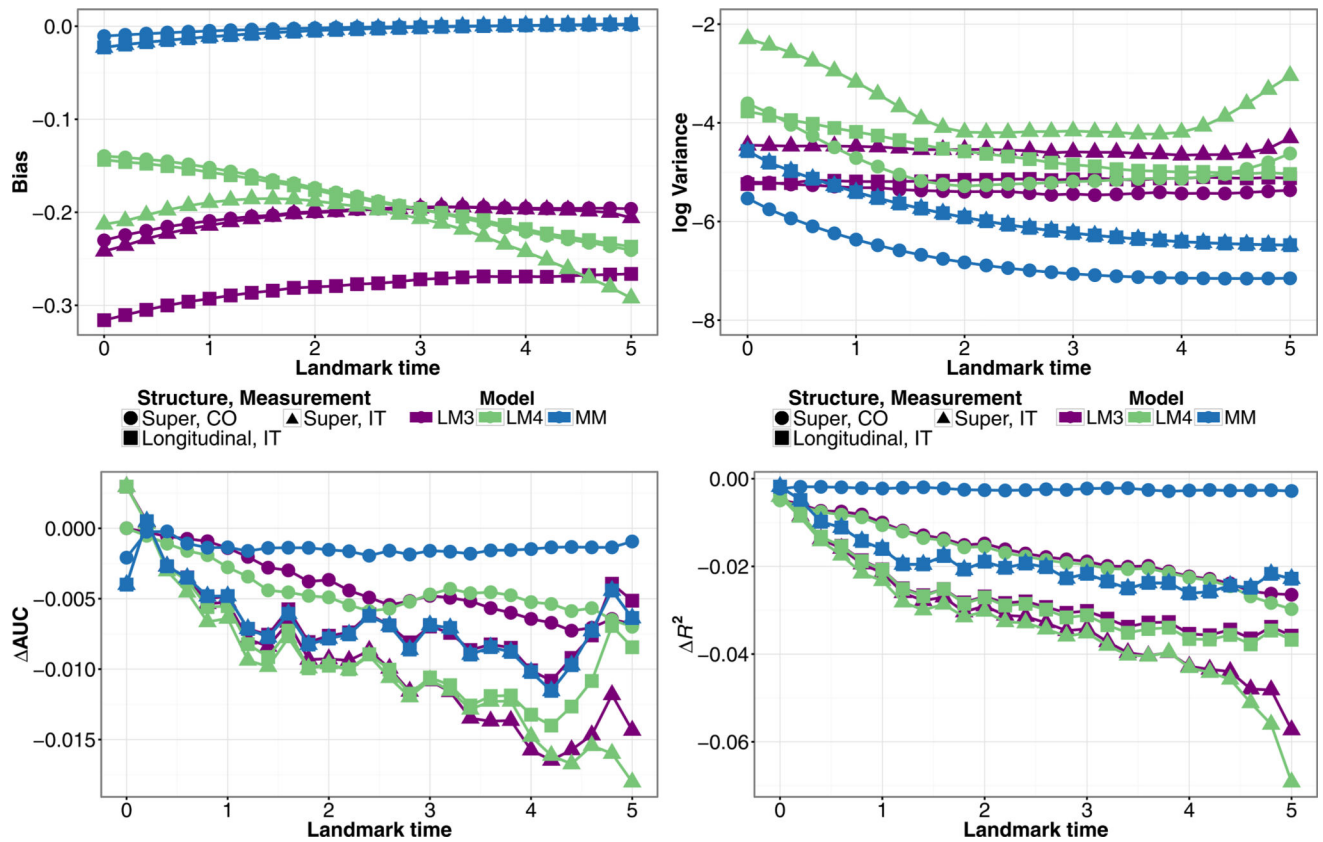 0.0
−0.1
−0.2
−0.3
Bias
0 1 2 3 4 5
Landmark time
−2
−4
−6
−8
log Variance
0 1 2 3 4 5
Landmark time
Structure, Measurement Model
Super, CO Super, IT LM3 LM4 MM
Longitudinal, IT
Structure, Measurement Model
Super, CO Super, IT LM3 LM4 MM
Longitudinal, IT
0.000
−0.005
−0.010
−0.015
ΔAUC
0 1 2 3 4 5
Landmark time
0.00
−0.02
−0.04
−0.06
ΔR²
0 1 2 3 4 5
Landmark time